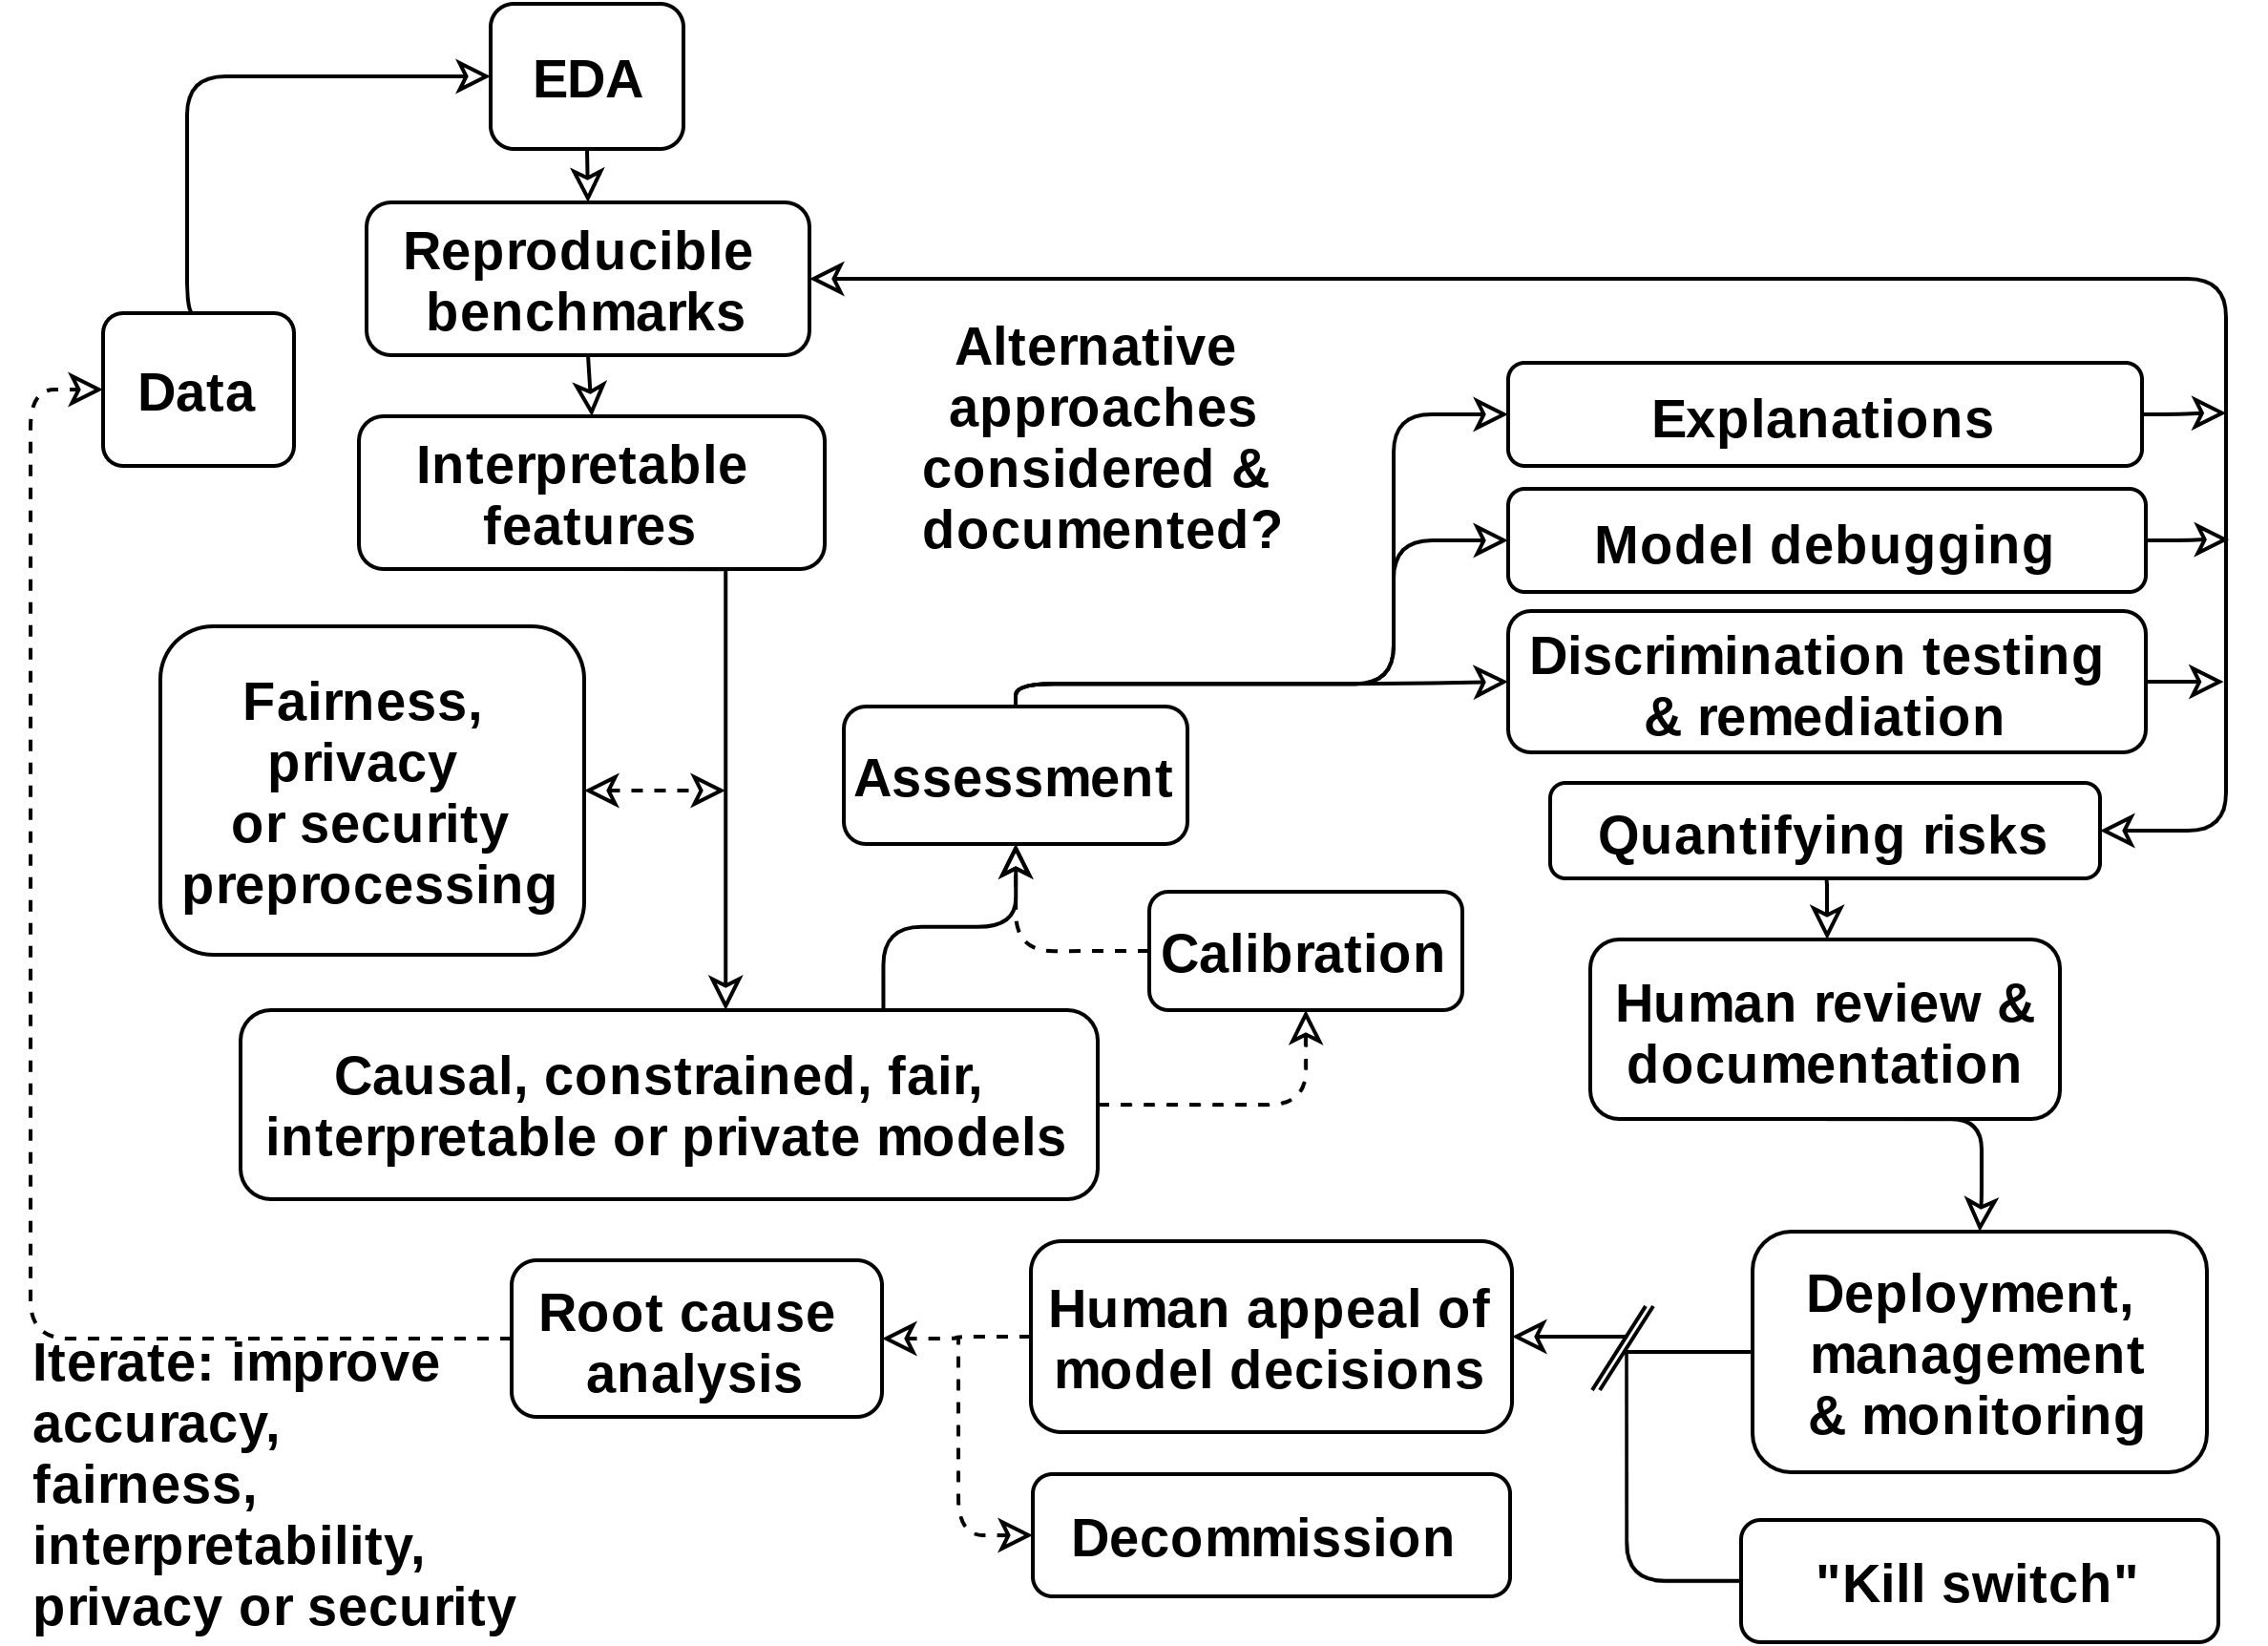 EDA
Reproducible
benchmarks
Data
Interpretable
features
Alternative
approaches
considered &
documented?
Explanations
Model debugging
Discrimination testing
& remediation
Fairness,
privacy
or security
preprocessing
Assessment
Quantifying risks
Calibration
Human review &
documentation
Causal, constrained, fair,
interpretable or private models
Deployment,
management
& monitoring
Human appeal of
model decisions
Root cause
analysis
Iterate: improve
accuracy,
fairness,
interpretability,
privacy or security
Decommission
"Kill switch"